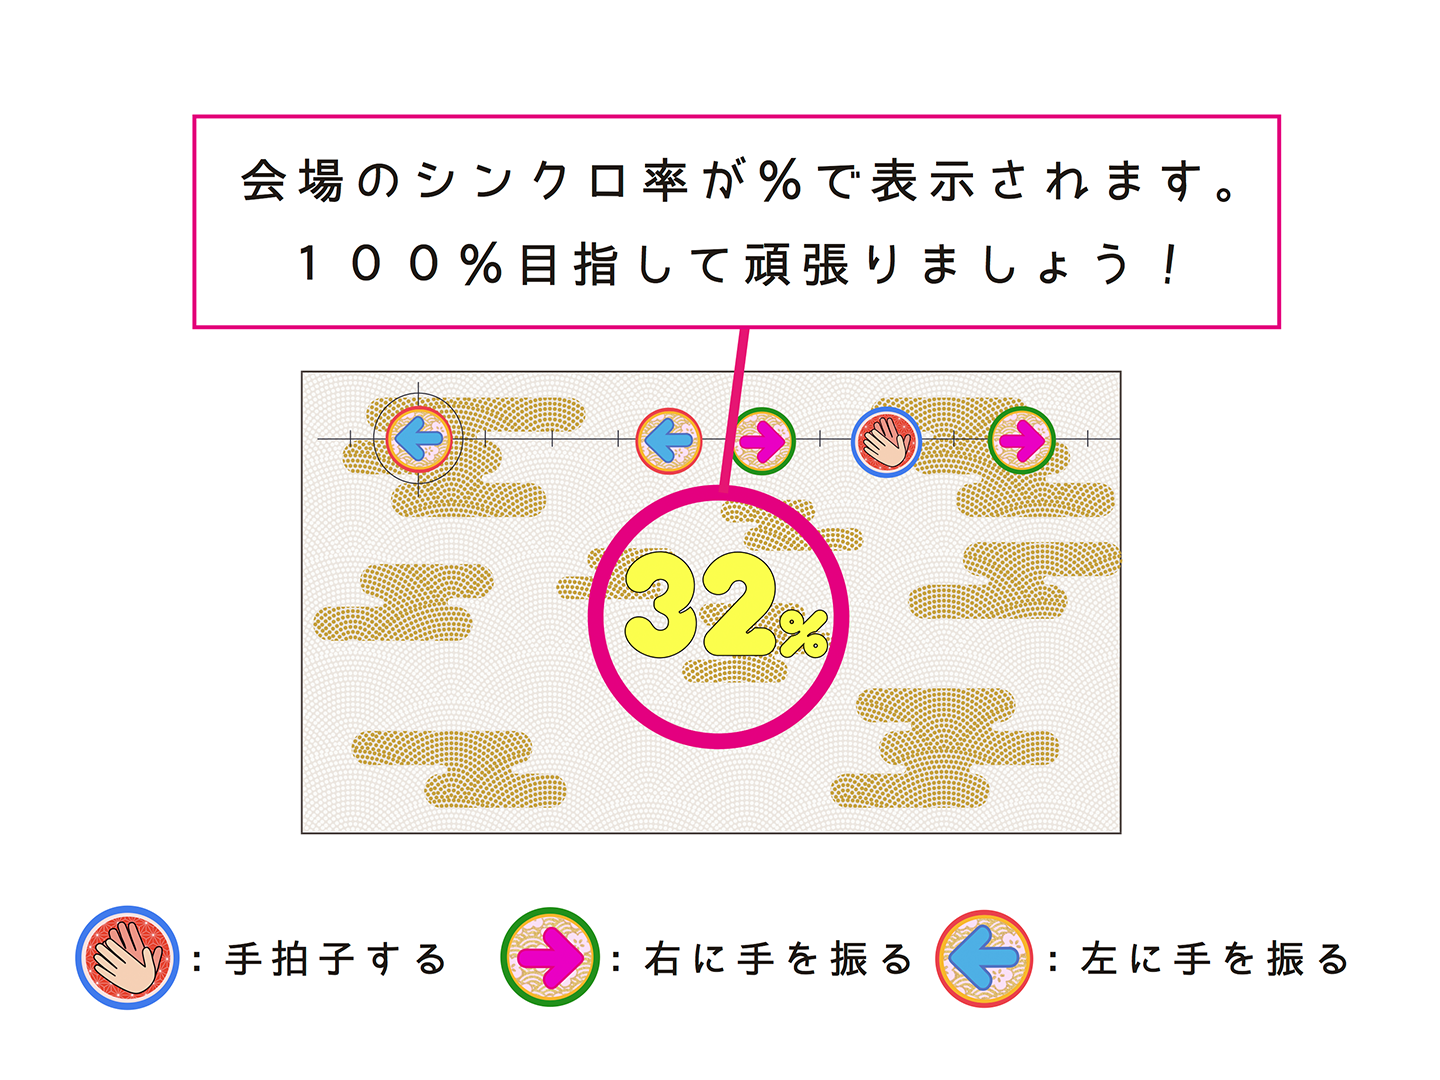 会場のシンクロ率が％で表示されます。
１００％目指して頑張りましょう！
32%
：手拍子する
：右に手を振る
：左に手を振る